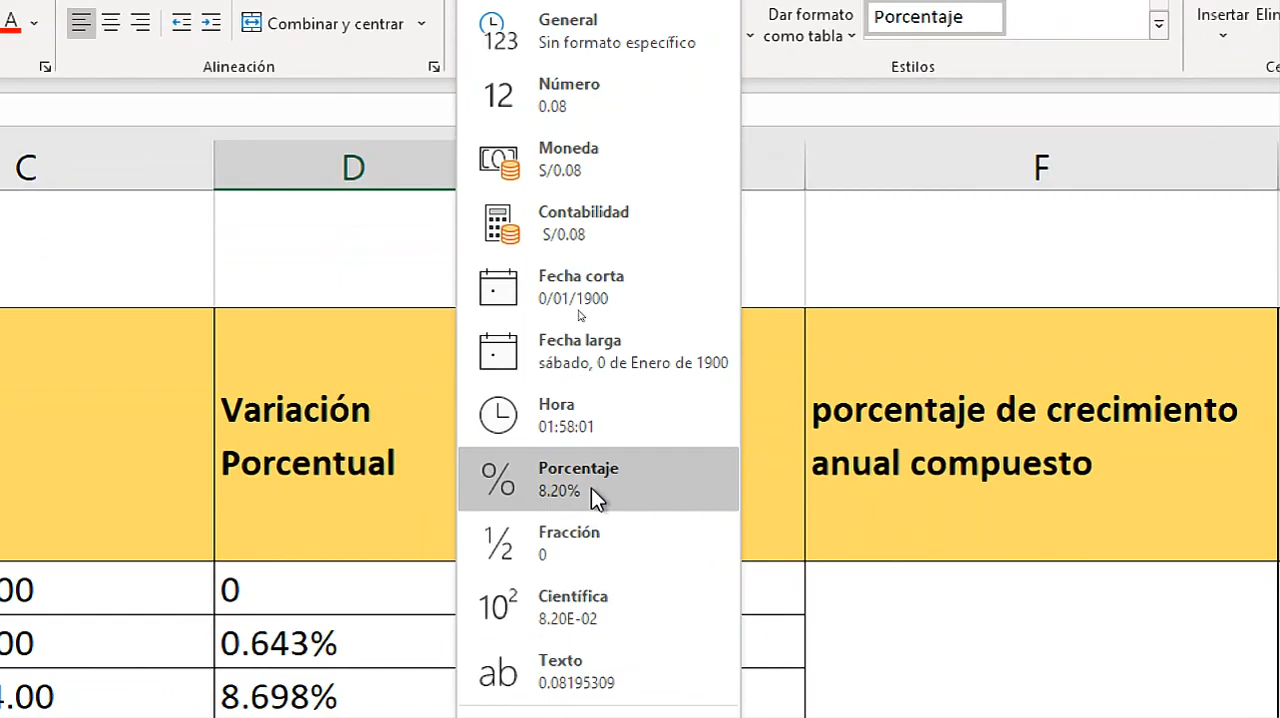 A
Combinar y centrar
Alineación
Dar formato
como tabla
Porcentaje
Estilos
Insertar Elin
Ce
C
D
F
General
123
Sin formato específico
12
Número
0.08
Moneda
S/0.08
Contabilidad
S/0.08
Fecha corta
0/01/1900
Fecha larga
sábado, 0 de Enero de 1900
Hora
01:58:01
% Porcentaje
8.20%
½ Fracción
0
10² Científica
8.20E-02
ab Texto
0.08195309
Variación
Porcentual
porcentaje de crecimiento
anual compuesto
00
0
00
0.643%
4.00
8.698%